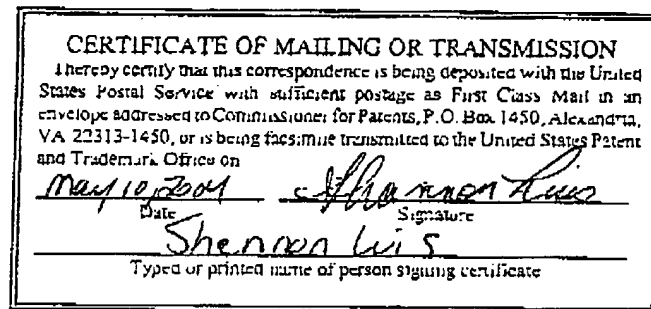 CERTIFICATE OF MAILING OR TRANSMISSION
I hereby certify that this correspondence is being deposited with the United
States Postal Service with sufficient postage as First Class Mail in an
envelope addressed to Commissioner for Patents, P.O. Box 1450, Alexandria,
VA 22313-1450, or is being facsimile transmitted to the United States Patent
and Trademark Office on
May 10, 2004 Shannon Luis
Date Signature
Shannon Luis
Typed or printed name of person signing certificate